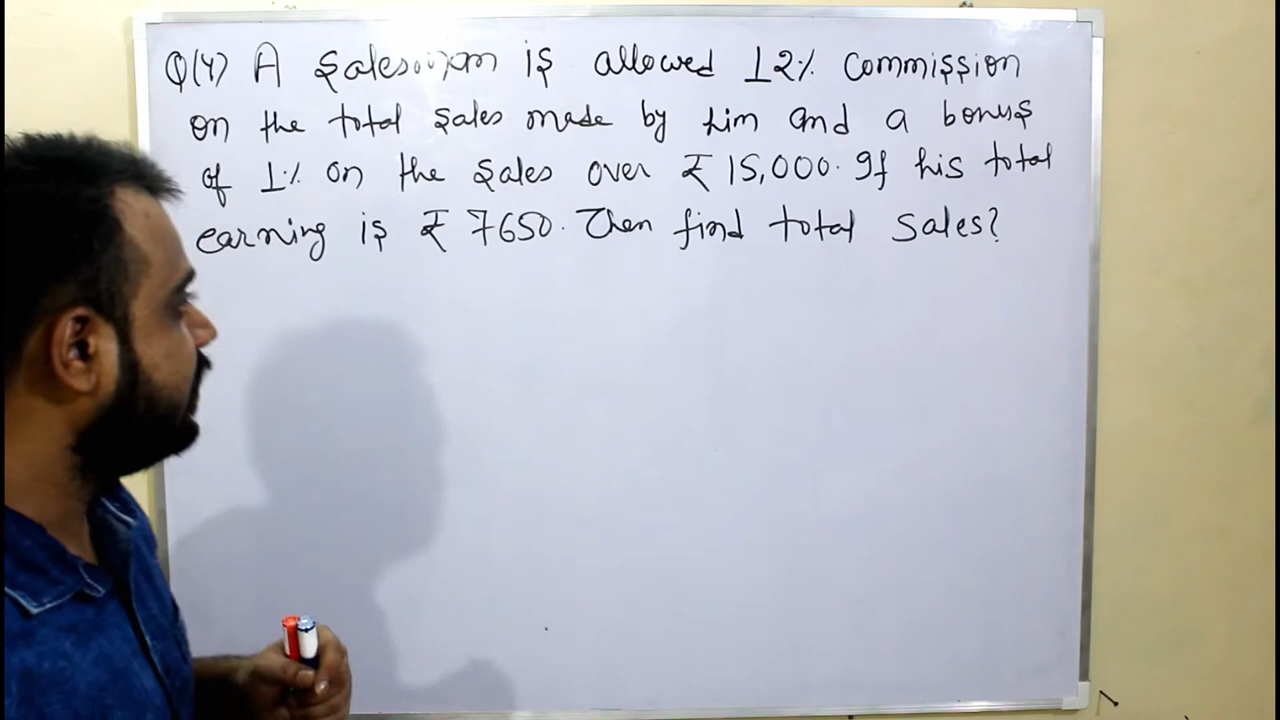 Q(4) A Salesman is allowed 12% Commission
on the total sales made by him and a bonus
of 1% on the sales over ₹ 15,000. If his total
earning is ₹ 7650. Then find total sales?